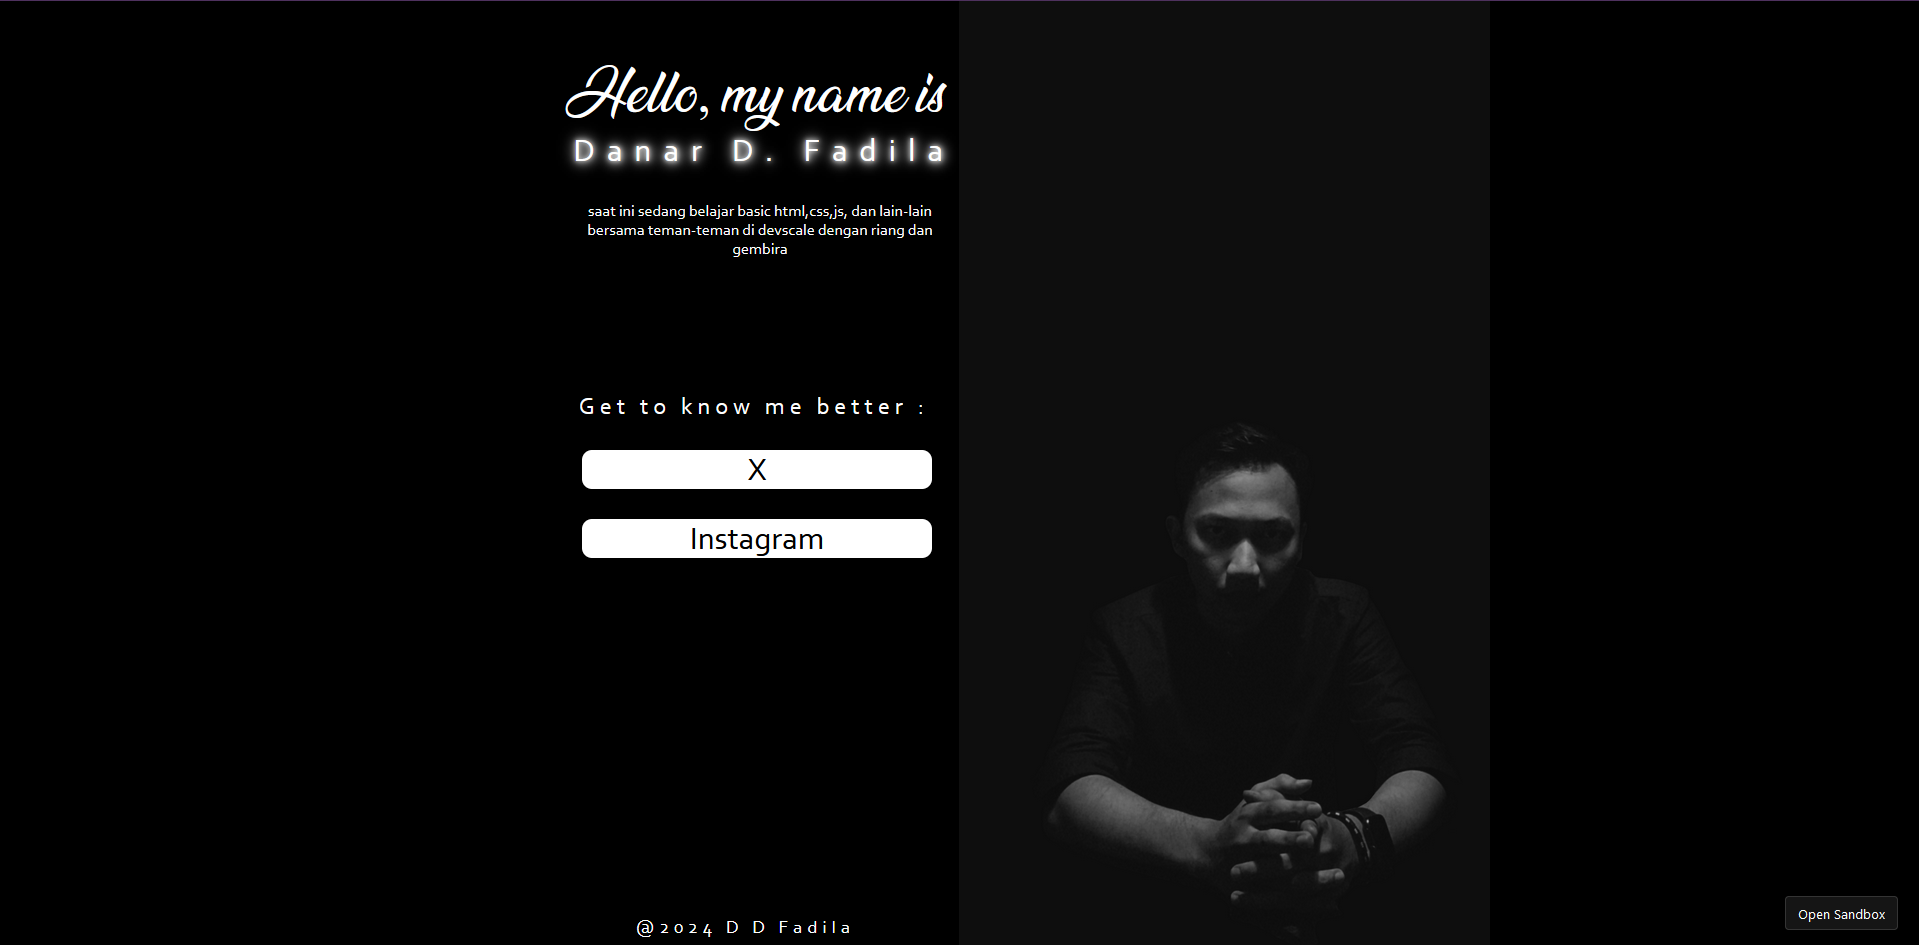 Hello, my name is
Danar D. Fadila
saat ini sedang belajar basic html,css,js, dan lain-lain
bersama teman-teman di devscale dengan riang dan
gembira
Get to know me better :
X
Instagram
@2024 D D Fadila
Open Sandbox